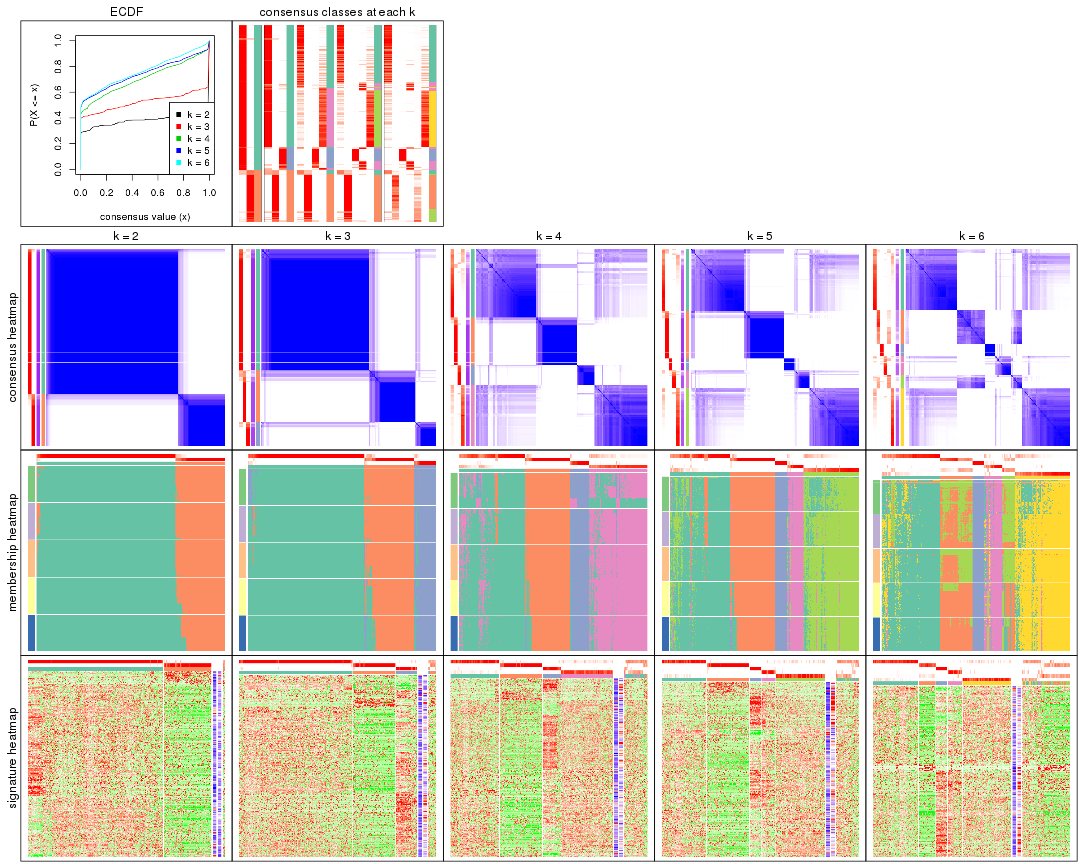 ECDF
consensus classes at each k
P(X <= x)
0.0 0.2 0.4 0.6 0.8 1.0
k = 2
k = 3
k = 4
k = 5
k = 6
0.0 0.2 0.4 0.6 0.8 1.0
consensus value (x)
k = 2
k = 3
k = 4
k = 5
k = 6
consensus heatmap
membership heatmap
signature heatmap